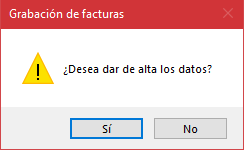 Grabación de facturas
¿Desea dar de alta los datos?
Sí
No